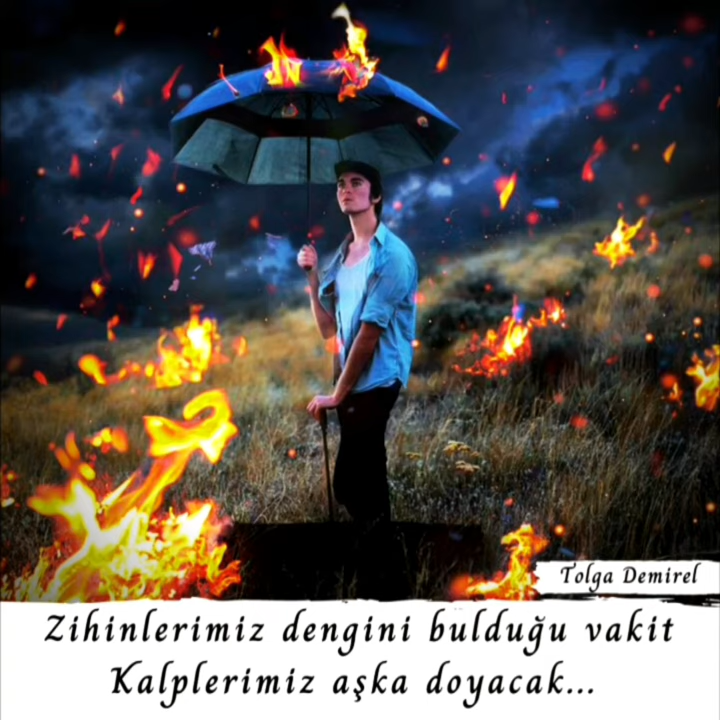 Tolga Demirel
Zihinlerimiz dengini bulduğu vakit
Kalplerimiz aşka doyacak...